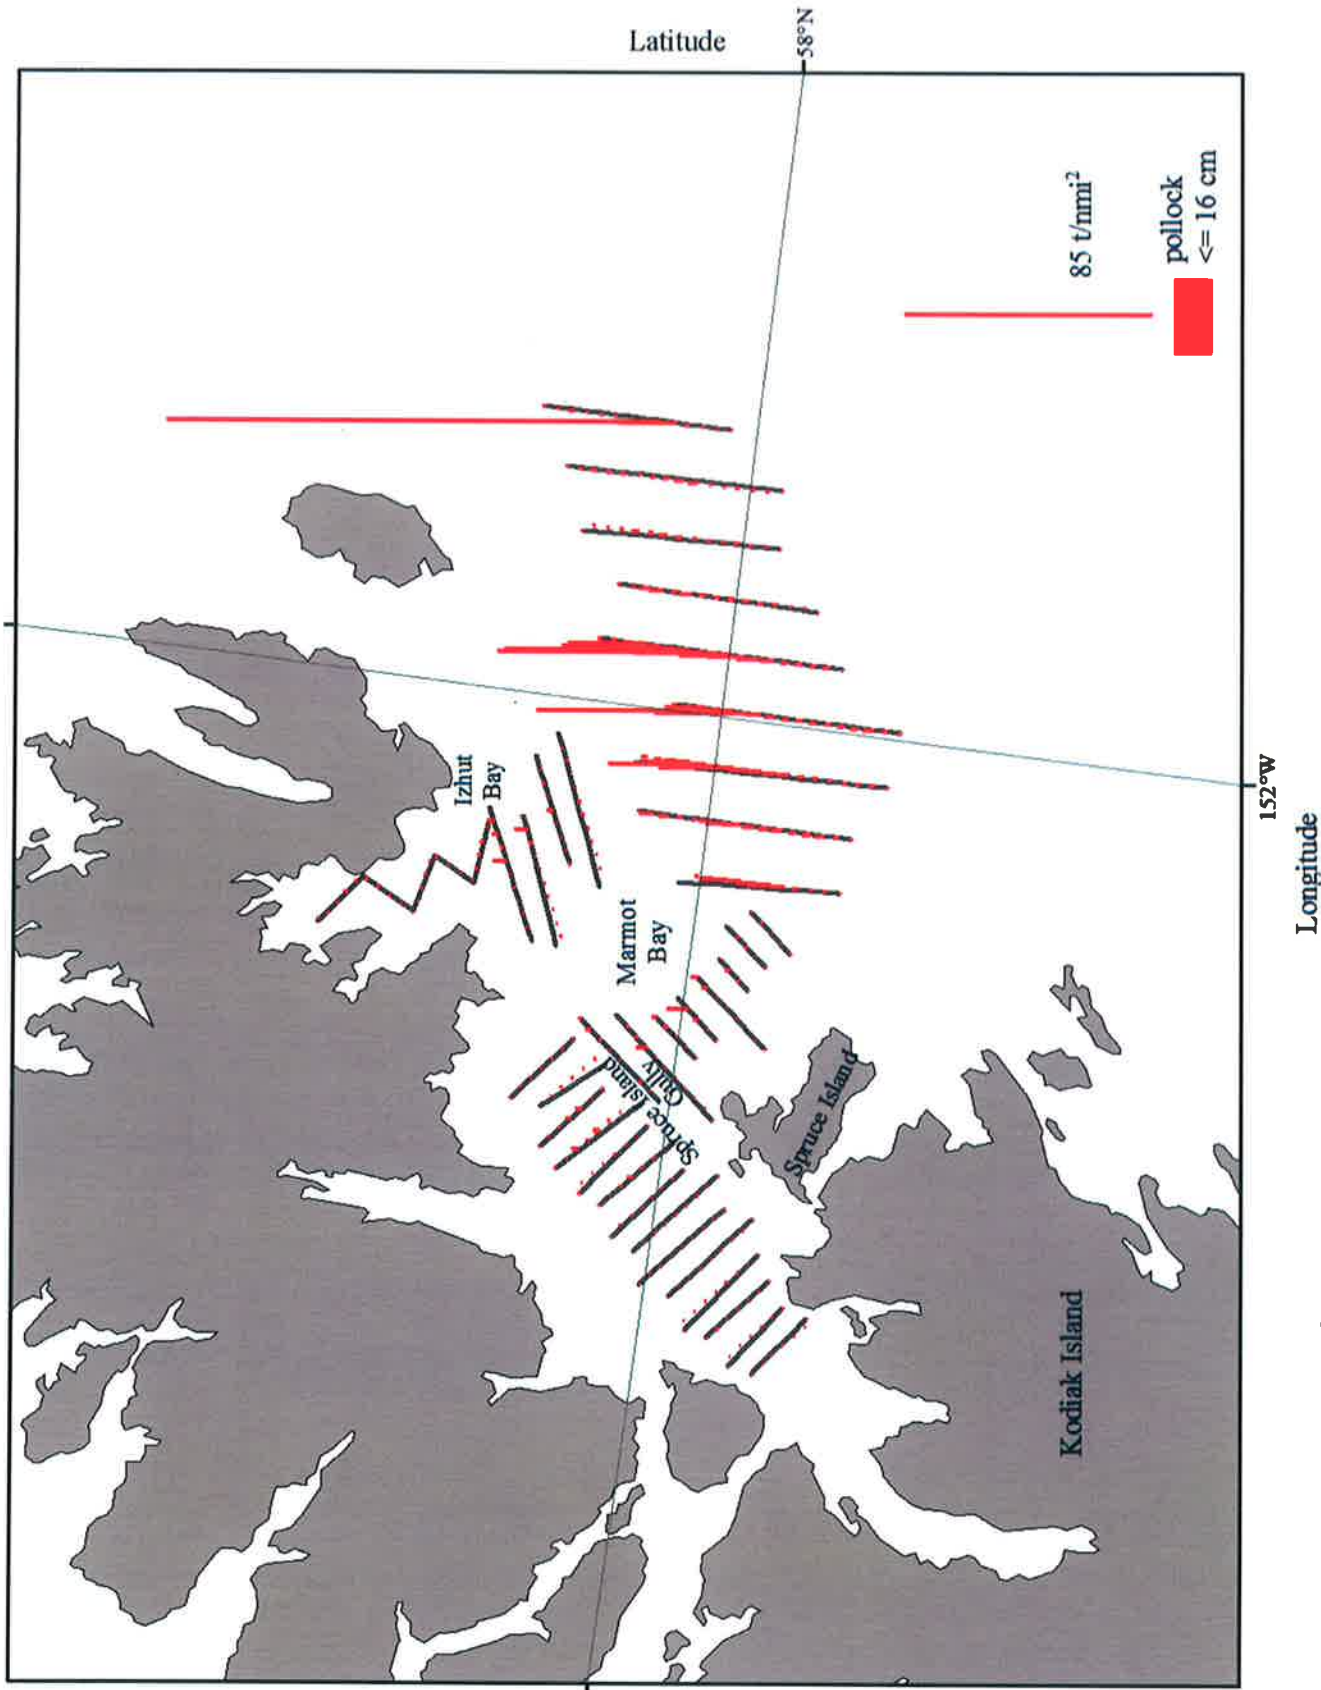 Latitude
58°N
85 t/nmi²
pollock
<= 16 cm
Izhut
Bay
Marmot
Bay
Spruce Island
Gully
Spruce Island
Kodiak Island
152°W
Longitude